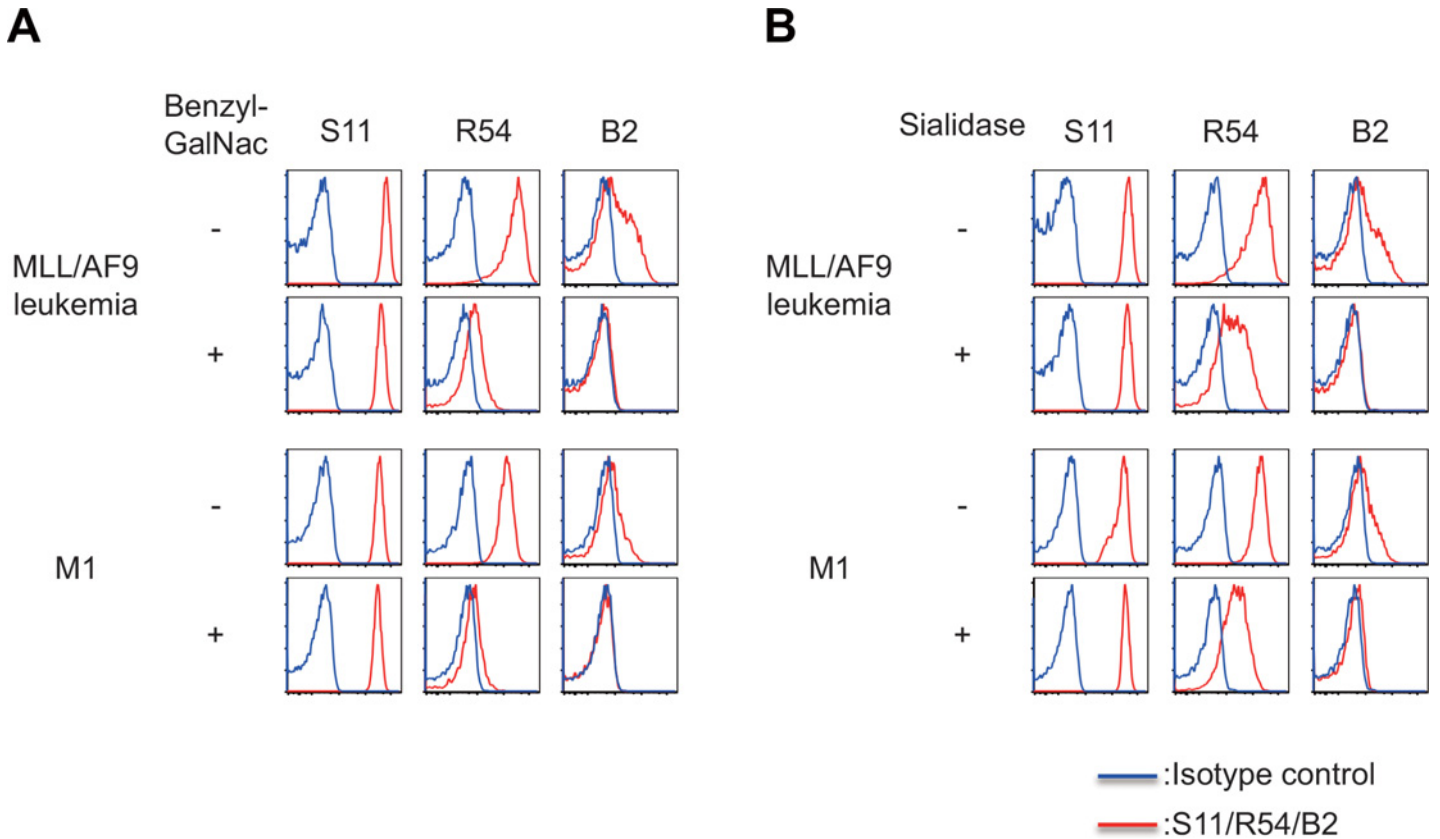 A
Benzyl-
GalNac
S11
R54
B2
MLL/AF9
leukemia
-
+
M1
-
+
B
Sialidase
S11
R54
B2
MLL/AF9
leukemia
-
+
M1
-
+
:Isotype control
:S11/R54/B2